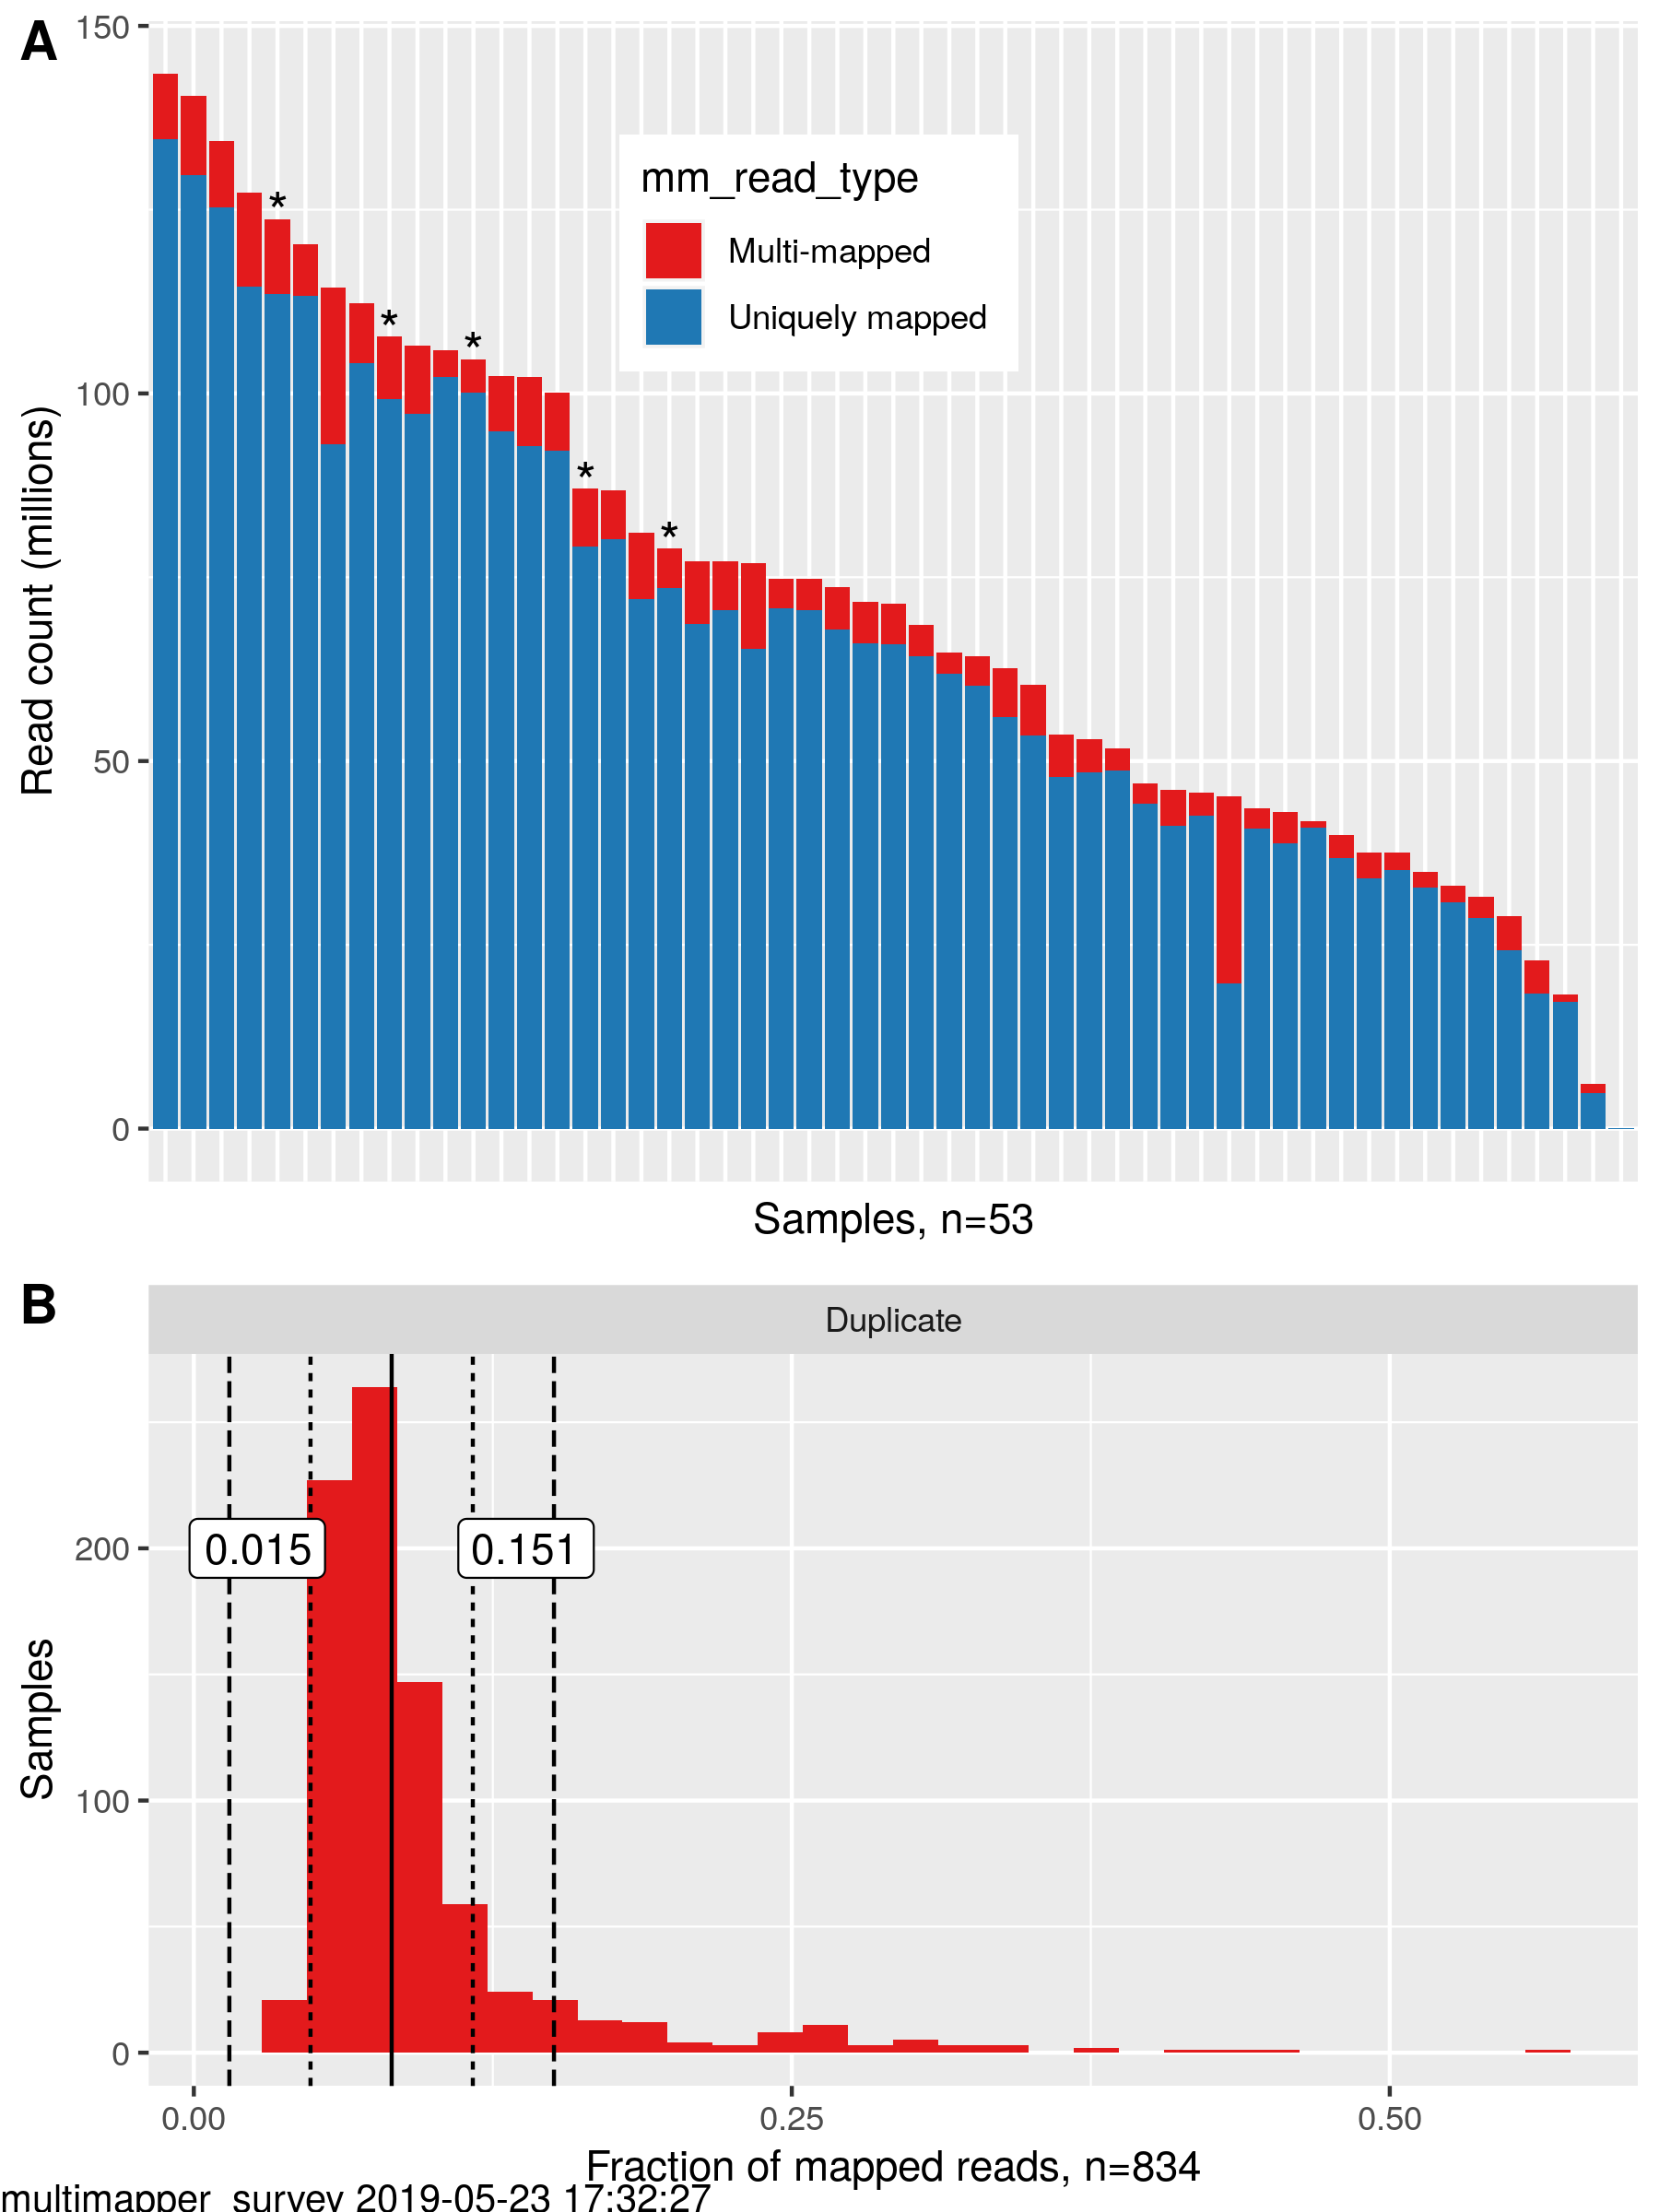 A
150
100
50
0
Read count (millions)
mm_read_type
Multi-mapped
Uniquely mapped
*
*
*
*
*
Samples, n=53
B
Duplicate
200
100
0
Samples
0.015
0.151
0.00
0.25
0.50
Fraction of mapped reads, n=834
multimapper_survey 2019-05-23 17:32:27